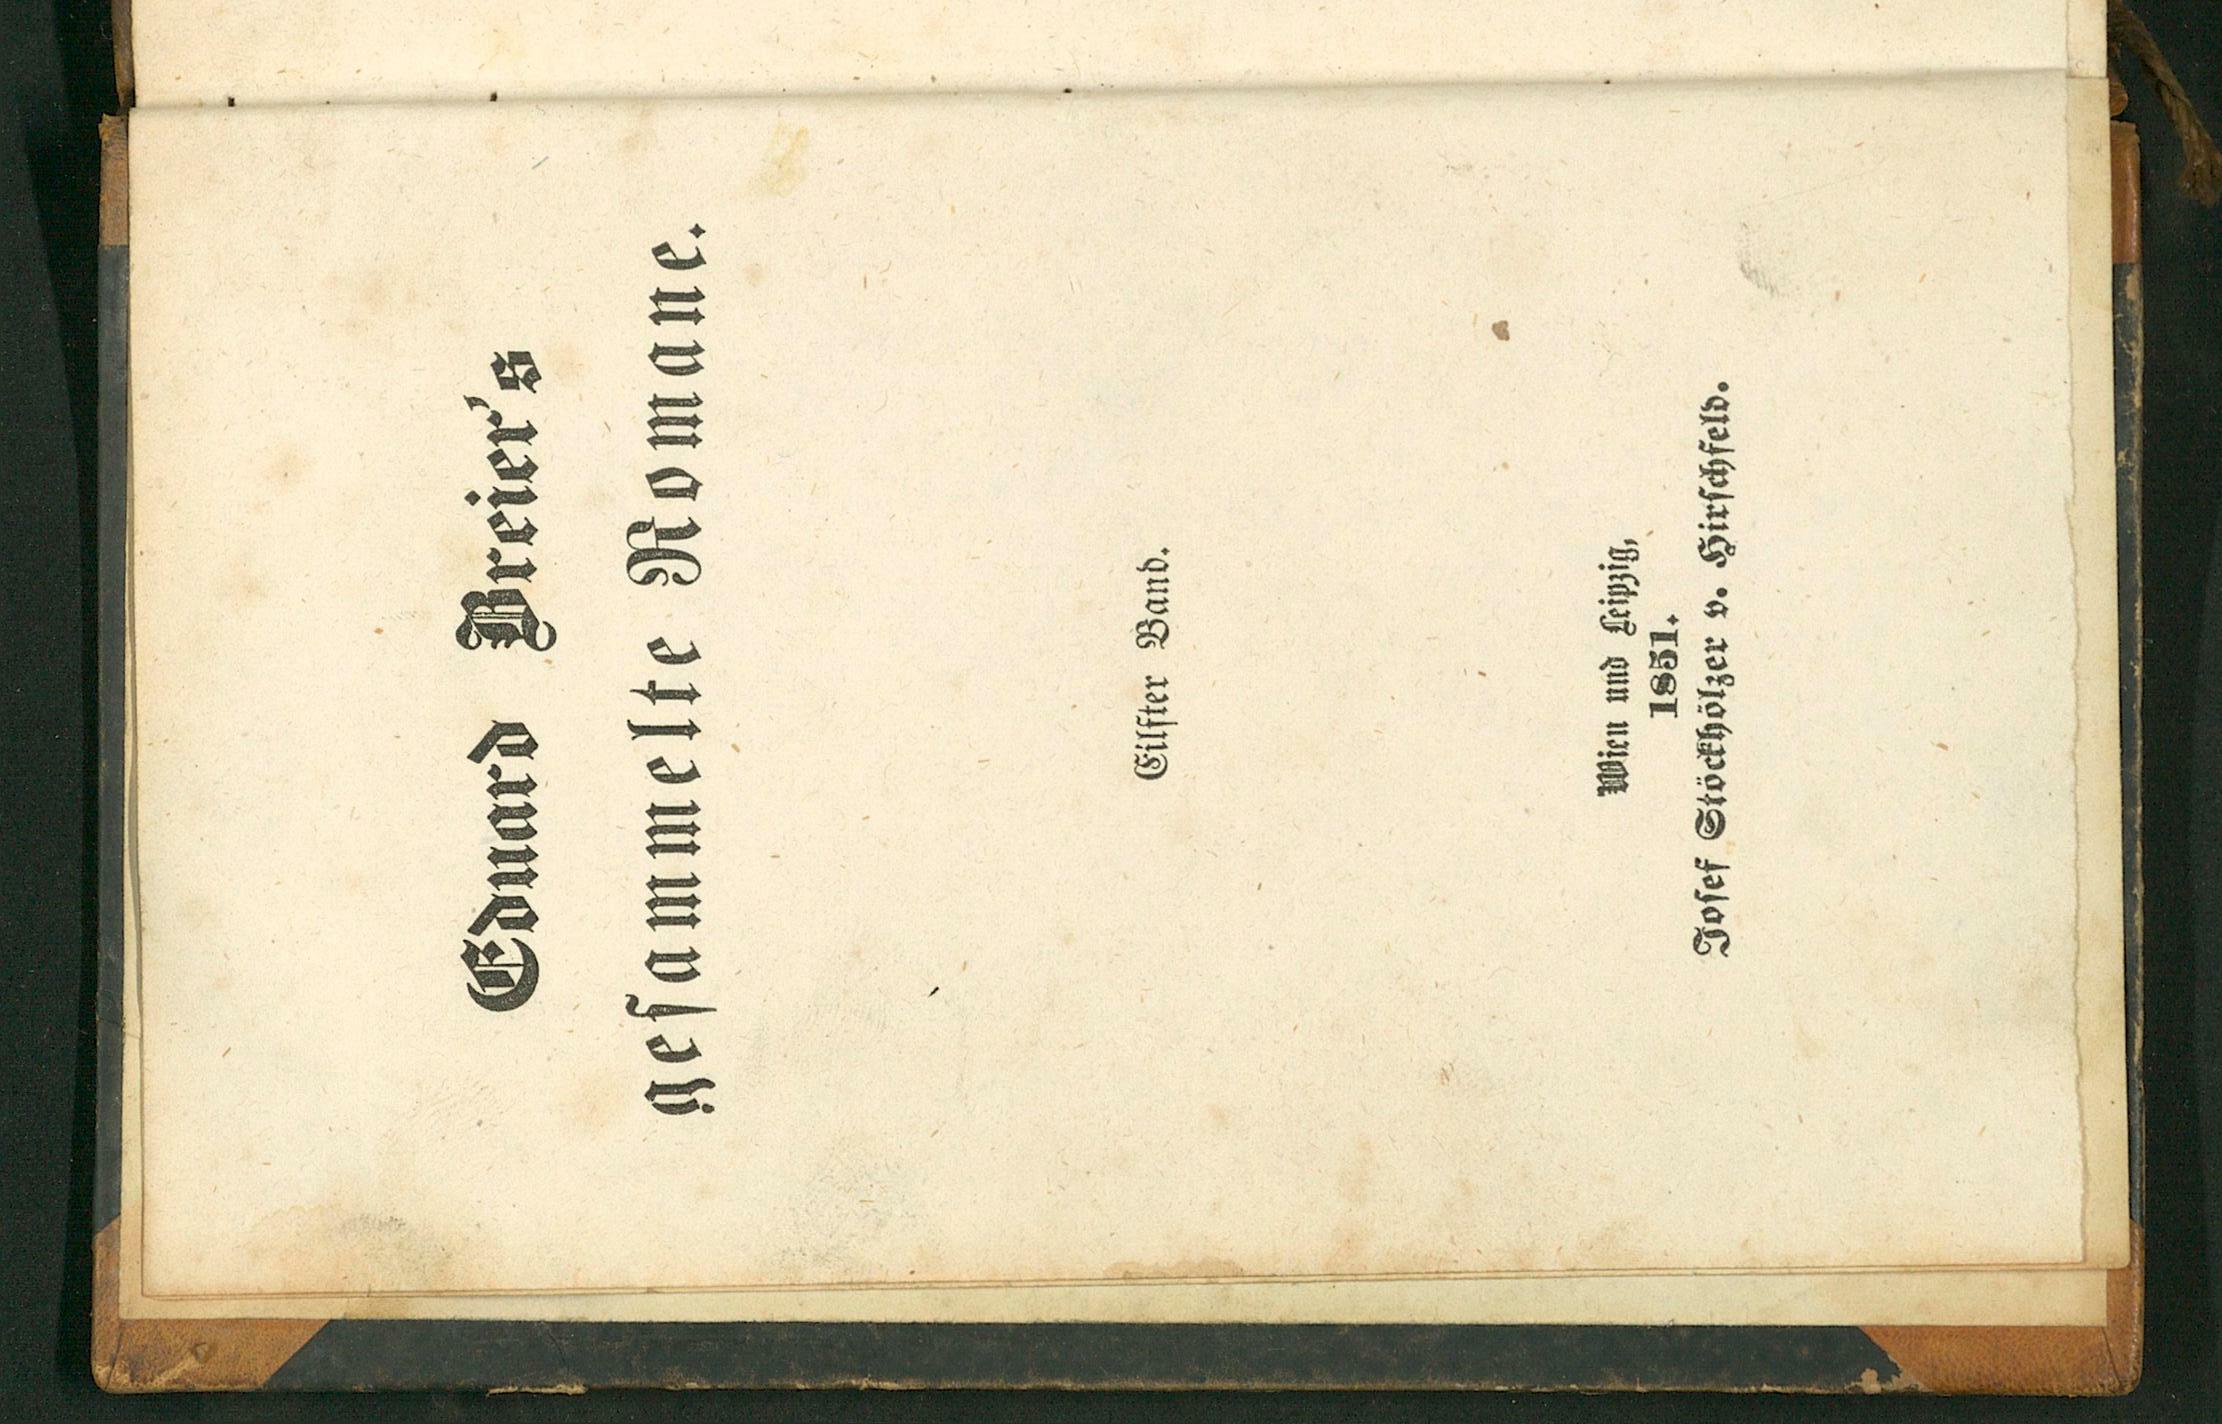 Eduard Breier's
gesammelte Romane.
Eilfter Band.
Wien und Leipzig,
1851.
Josef Stöckhölzer v. Hirschfeld.